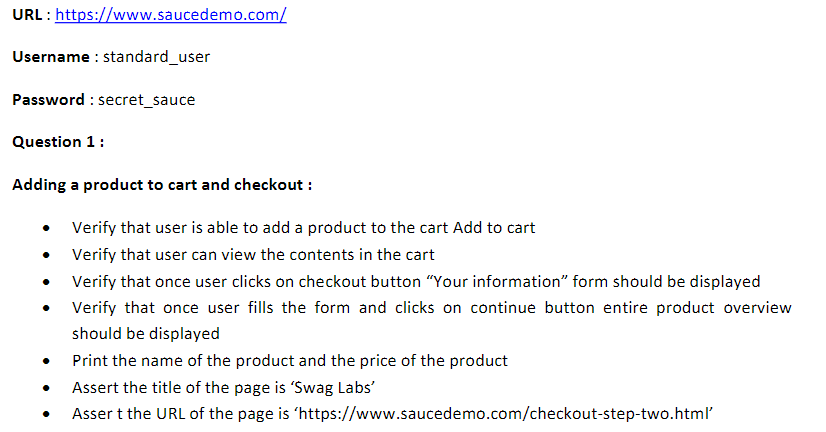 URL : https://www.saucedemo.com/
Username : standard_user
Password : secret_sauce
Question 1 :
Adding a product to cart and checkout :
• Verify that user is able to add a product to the cart Add to cart
• Verify that user can view the contents in the cart
• Verify that once user clicks on checkout button “Your information” form should be displayed
• Verify that once user fills the form and clicks on continue button entire product overview
should be displayed
• Print the name of the product and the price of the product
• Assert the title of the page is ‘Swag Labs’
• Asser t the URL of the page is ‘https://www.saucedemo.com/checkout-step-two.html’